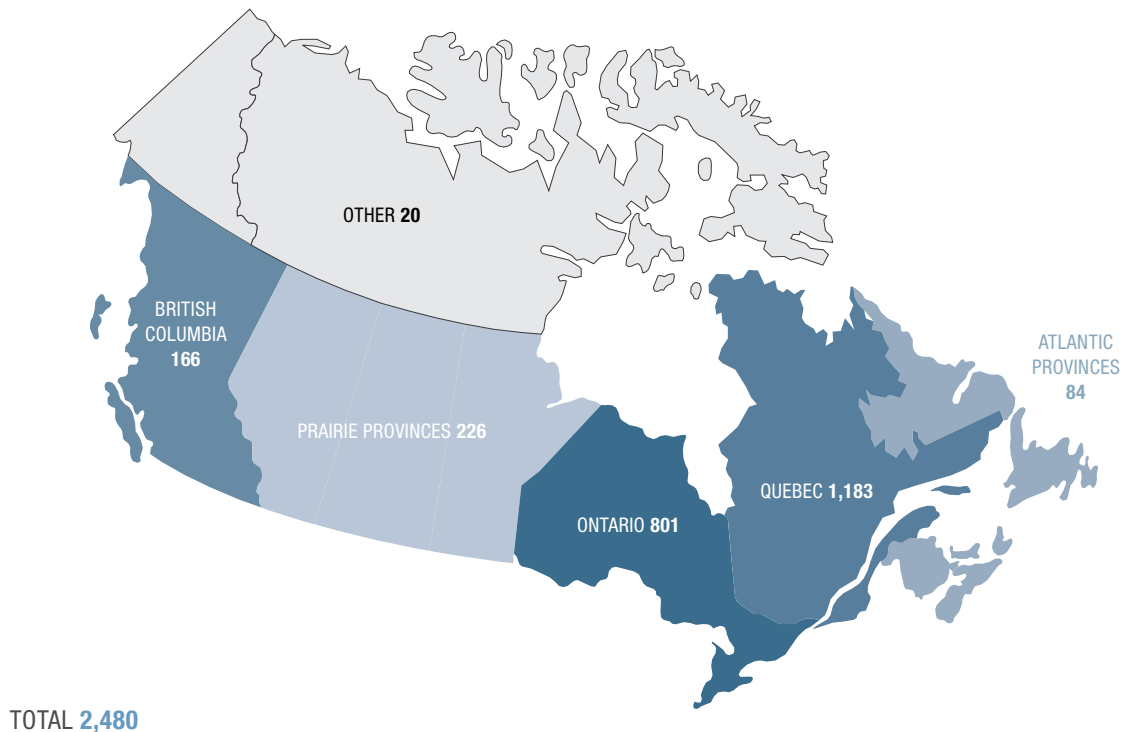 OTHER 20
BRITISH
COLUMBIA
166
ATLANTIC
PROVINCES
84
PRAIRIE PROVINCES 226
QUEBEC 1,183
ONTARIO 801
TOTAL 2,480